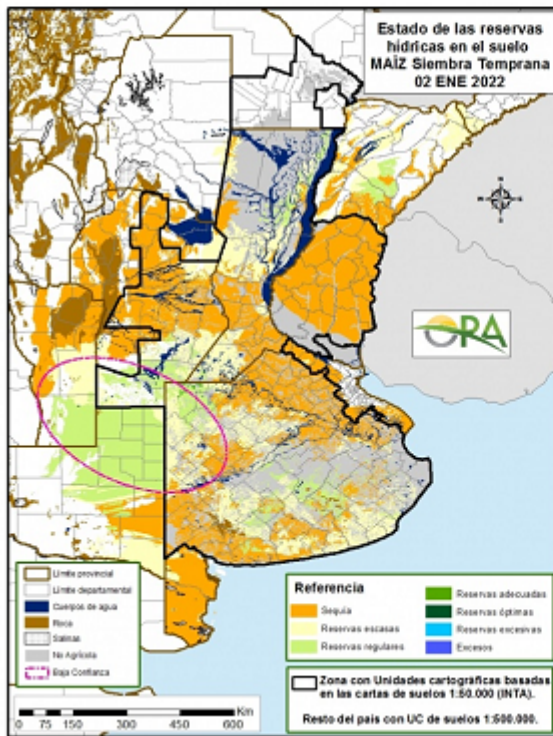 Estado de las reservas
hídricas en el suelo
MAÍZ Siembra Temprana
02 ENE 2022
N
ORA
Límite provincial
Límite departamental
Cuerpos de agua
Roca
Salinas
No Agrícola
Baja Confianza
Referencia
Sequía
Reservas escasas
Reservas regulares
Reservas adecuadas
Reservas óptimas
Reservas excesivas
Excesos
Zona con Unidades cartográficas basadas
en las cartas de suelos 1:50.000 (INTA).
Resto del país con UC de suelos 1:500.000.
Km
0 75 150 300 450 600